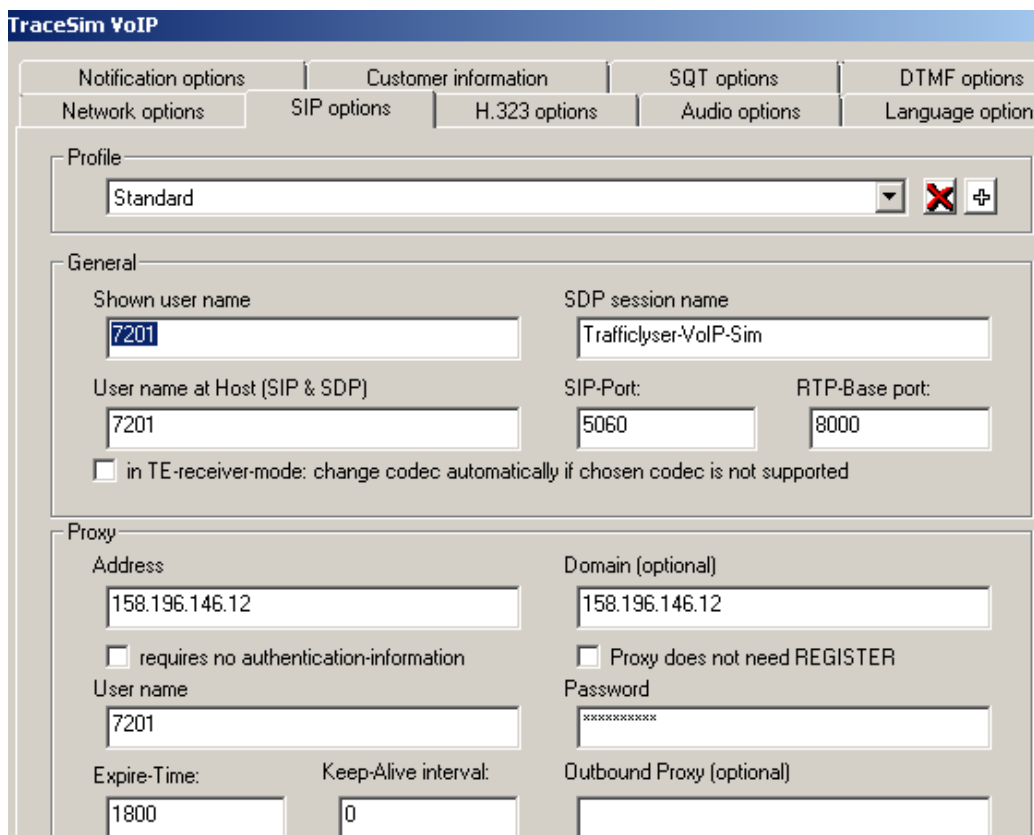 TraceSim VoIP
Notification options Customer information SQT options DTMF options
Network options SIP options H.323 options Audio options Language option
Profile
Standard
General
Shown user name SDP session name
7201 Trafficlyser-VoIP-Sim
User name at Host (SIP & SDP) SIP-Port: RTP-Base port:
7201 5060 8000
in TE-receiver-mode: change codec automatically if chosen codec is not supported
Proxy
Address Domain (optional)
158.196.146.12 158.196.146.12
requires no authentication-information Proxy does not need REGISTER
User name Password
7201 xxxxxxxxxx
Expire-Time: Keep-Alive interval: Outbound Proxy (optional)
1800 0